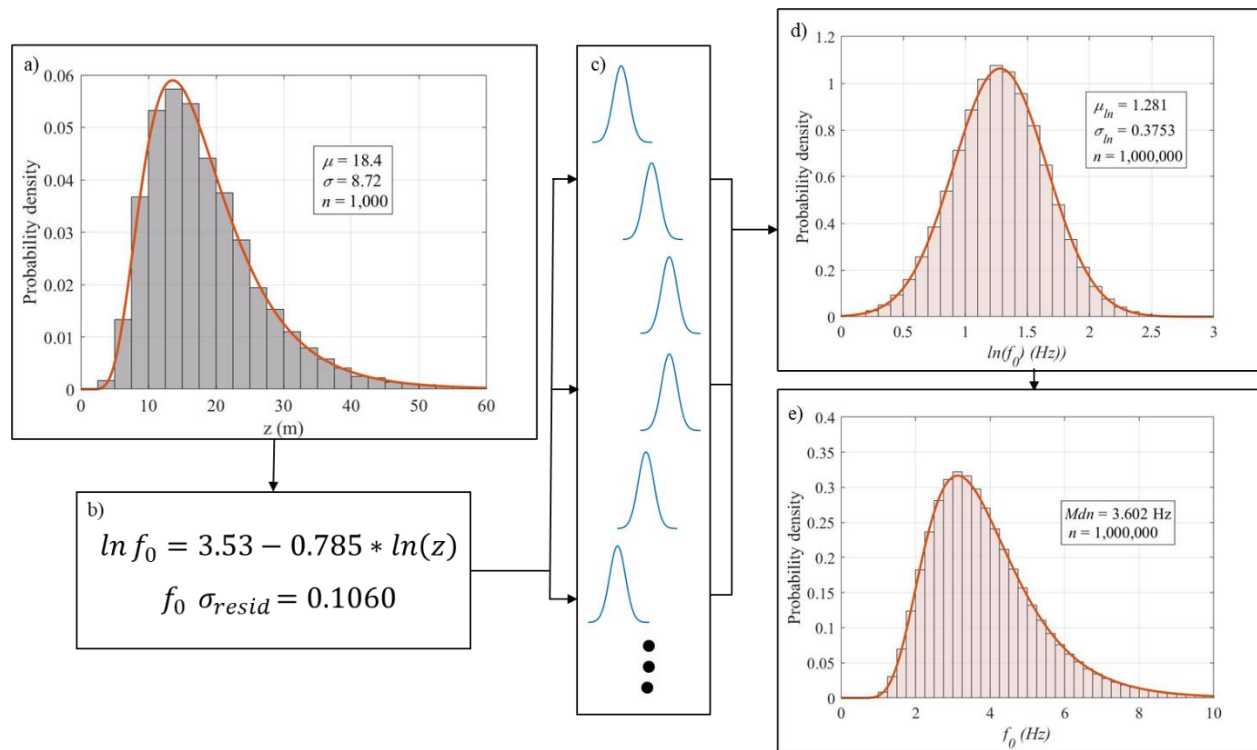 a)
0.06
0.05
0.04
0.03
0.02
0.01
0
Probability density
μ = 18.4
σ = 8.72
n = 1,000
0 10 20 30 40 50 60
z (m)
b)
ln f₀ = 3.53 − 0.785 * ln(z)
f₀ σ_resid = 0.1060
c)
d)
1.2
1
0.8
0.6
0.4
0.2
0
Probability density
μ_ln = 1.281
σ_ln = 0.3753
n = 1,000,000
0 0.5 1 1.5 2 2.5 3
ln(f₀) (Hz))
e)
0.4
0.35
0.3
0.25
0.2
0.15
0.1
0.05
0
Probability density
Mdn = 3.602 Hz
n = 1,000,000
0 2 4 6 8 10
f₀ (Hz)